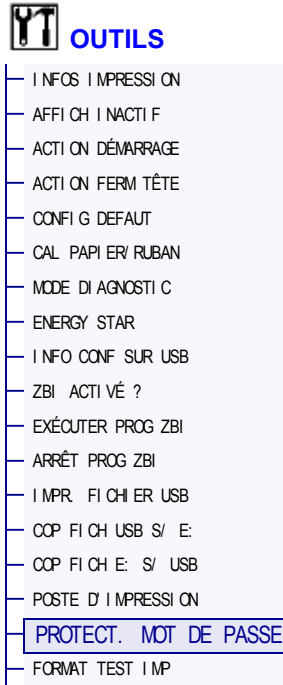 OUTILS
INFOS IMPRESSION
AFFICH INACTIF
ACTION DÉMARRAGE
ACTION FERM TÊTE
CONFIG DEFAUT
CAL PAPIER/RUBAN
MODE DIAGNOSTIC
ENERGY STAR
INFO CONF SUR USB
ZBI ACTIVÉ ?
EXÉCUTER PROG ZBI
ARRÊT PROG ZBI
IMPR. FICHIER USB
COP FICH USB S/ E:
COP FICH E: S/ USB
POSTE D'IMPRESSION
PROTECT. MOT DE PASSE
FORMAT TEST IMP